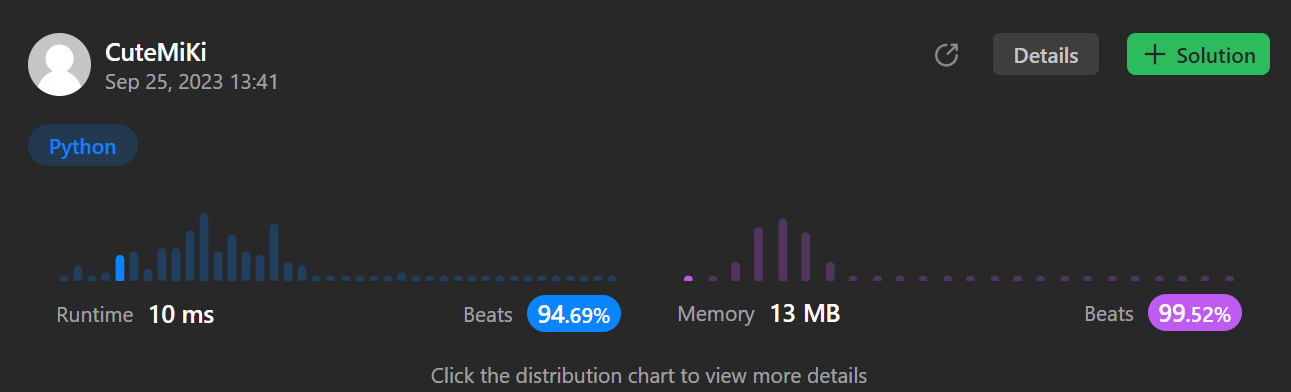 CuteMiKi
Sep 25, 2023 13:41
Details
Solution
Python
Runtime 10 ms Beats 94.69%
Memory 13 MB Beats 99.52%
Click the distribution chart to view more details